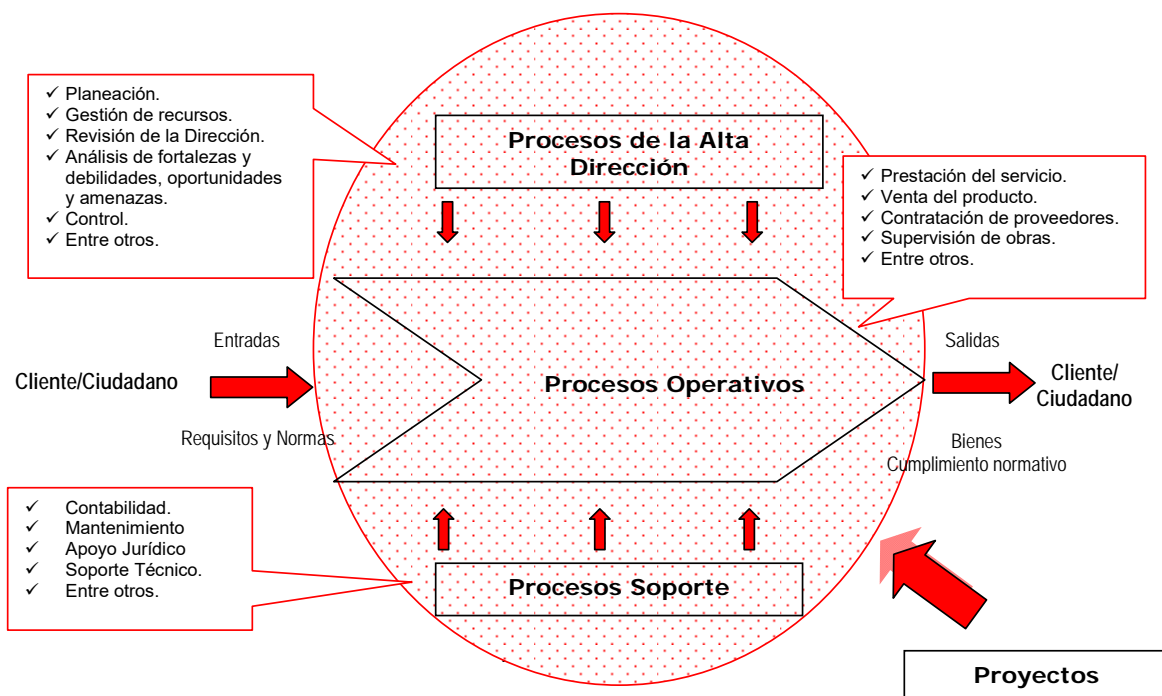 ✓ Planeación.
✓ Gestión de recursos.
✓ Revisión de la Dirección.
✓ Análisis de fortalezas y
debilidades, oportunidades
y amenazas.
✓ Control.
✓ Entre otros.
Procesos de la Alta
Dirección
✓ Prestación del servicio.
✓ Venta del producto.
✓ Contratación de proveedores.
✓ Supervisión de obras.
✓ Entre otros.
Entradas
Cliente/Ciudadano
Requisitos y Normas
Procesos Operativos
Salidas
Cliente/
Ciudadano
Bienes
Cumplimiento normativo
✓ Contabilidad.
✓ Mantenimiento
✓ Apoyo Jurídico
✓ Soporte Técnico.
✓ Entre otros.
Procesos Soporte
Proyectos